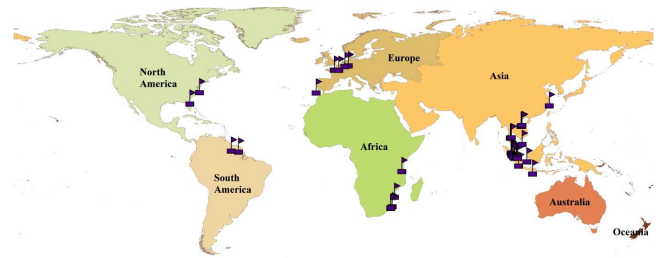 North
America
Europe
Asia
Africa
South
America
Australia
Oceania